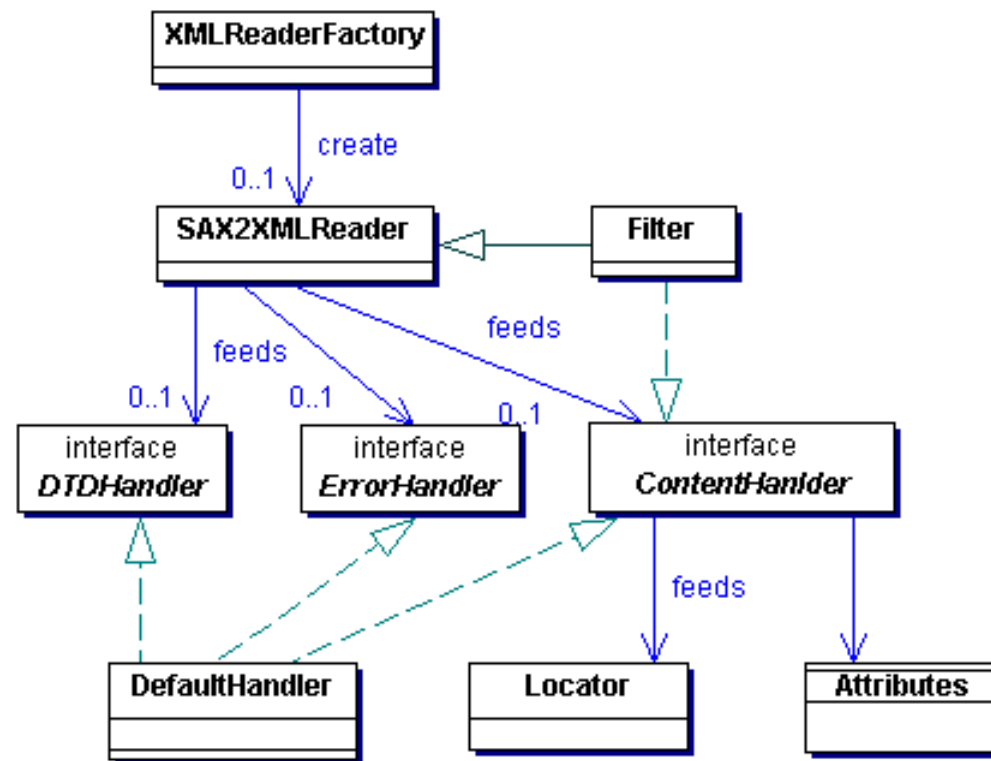 XMLReaderFactory
create
0..1
SAX2XMLReader
Filter
feeds
feeds
0..1
0..1
0..1
interface
DTDHandler
interface
ErrorHandler
interface
ContentHanlder
feeds
DefaultHandler
Locator
Attributes